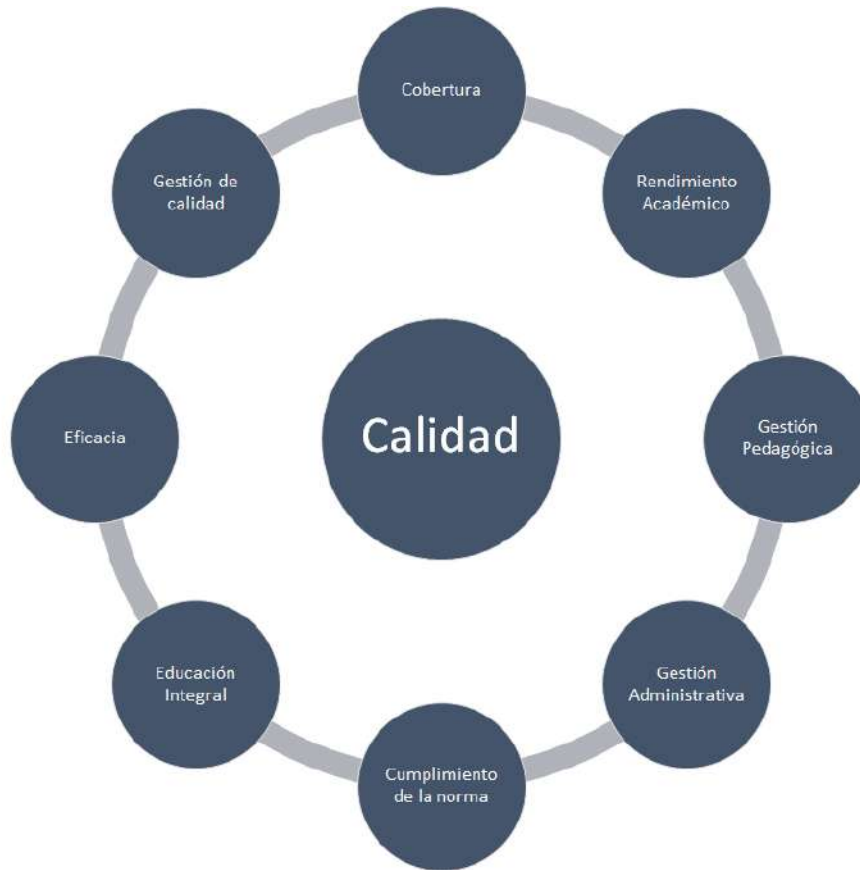 Cobertura
Rendimiento
Académico
Gestión
Pedagógica
Gestión
Administrativa
Cumplimiento
de la norma
Educación
Integral
Eficacia
Gestión de
calidad
Calidad